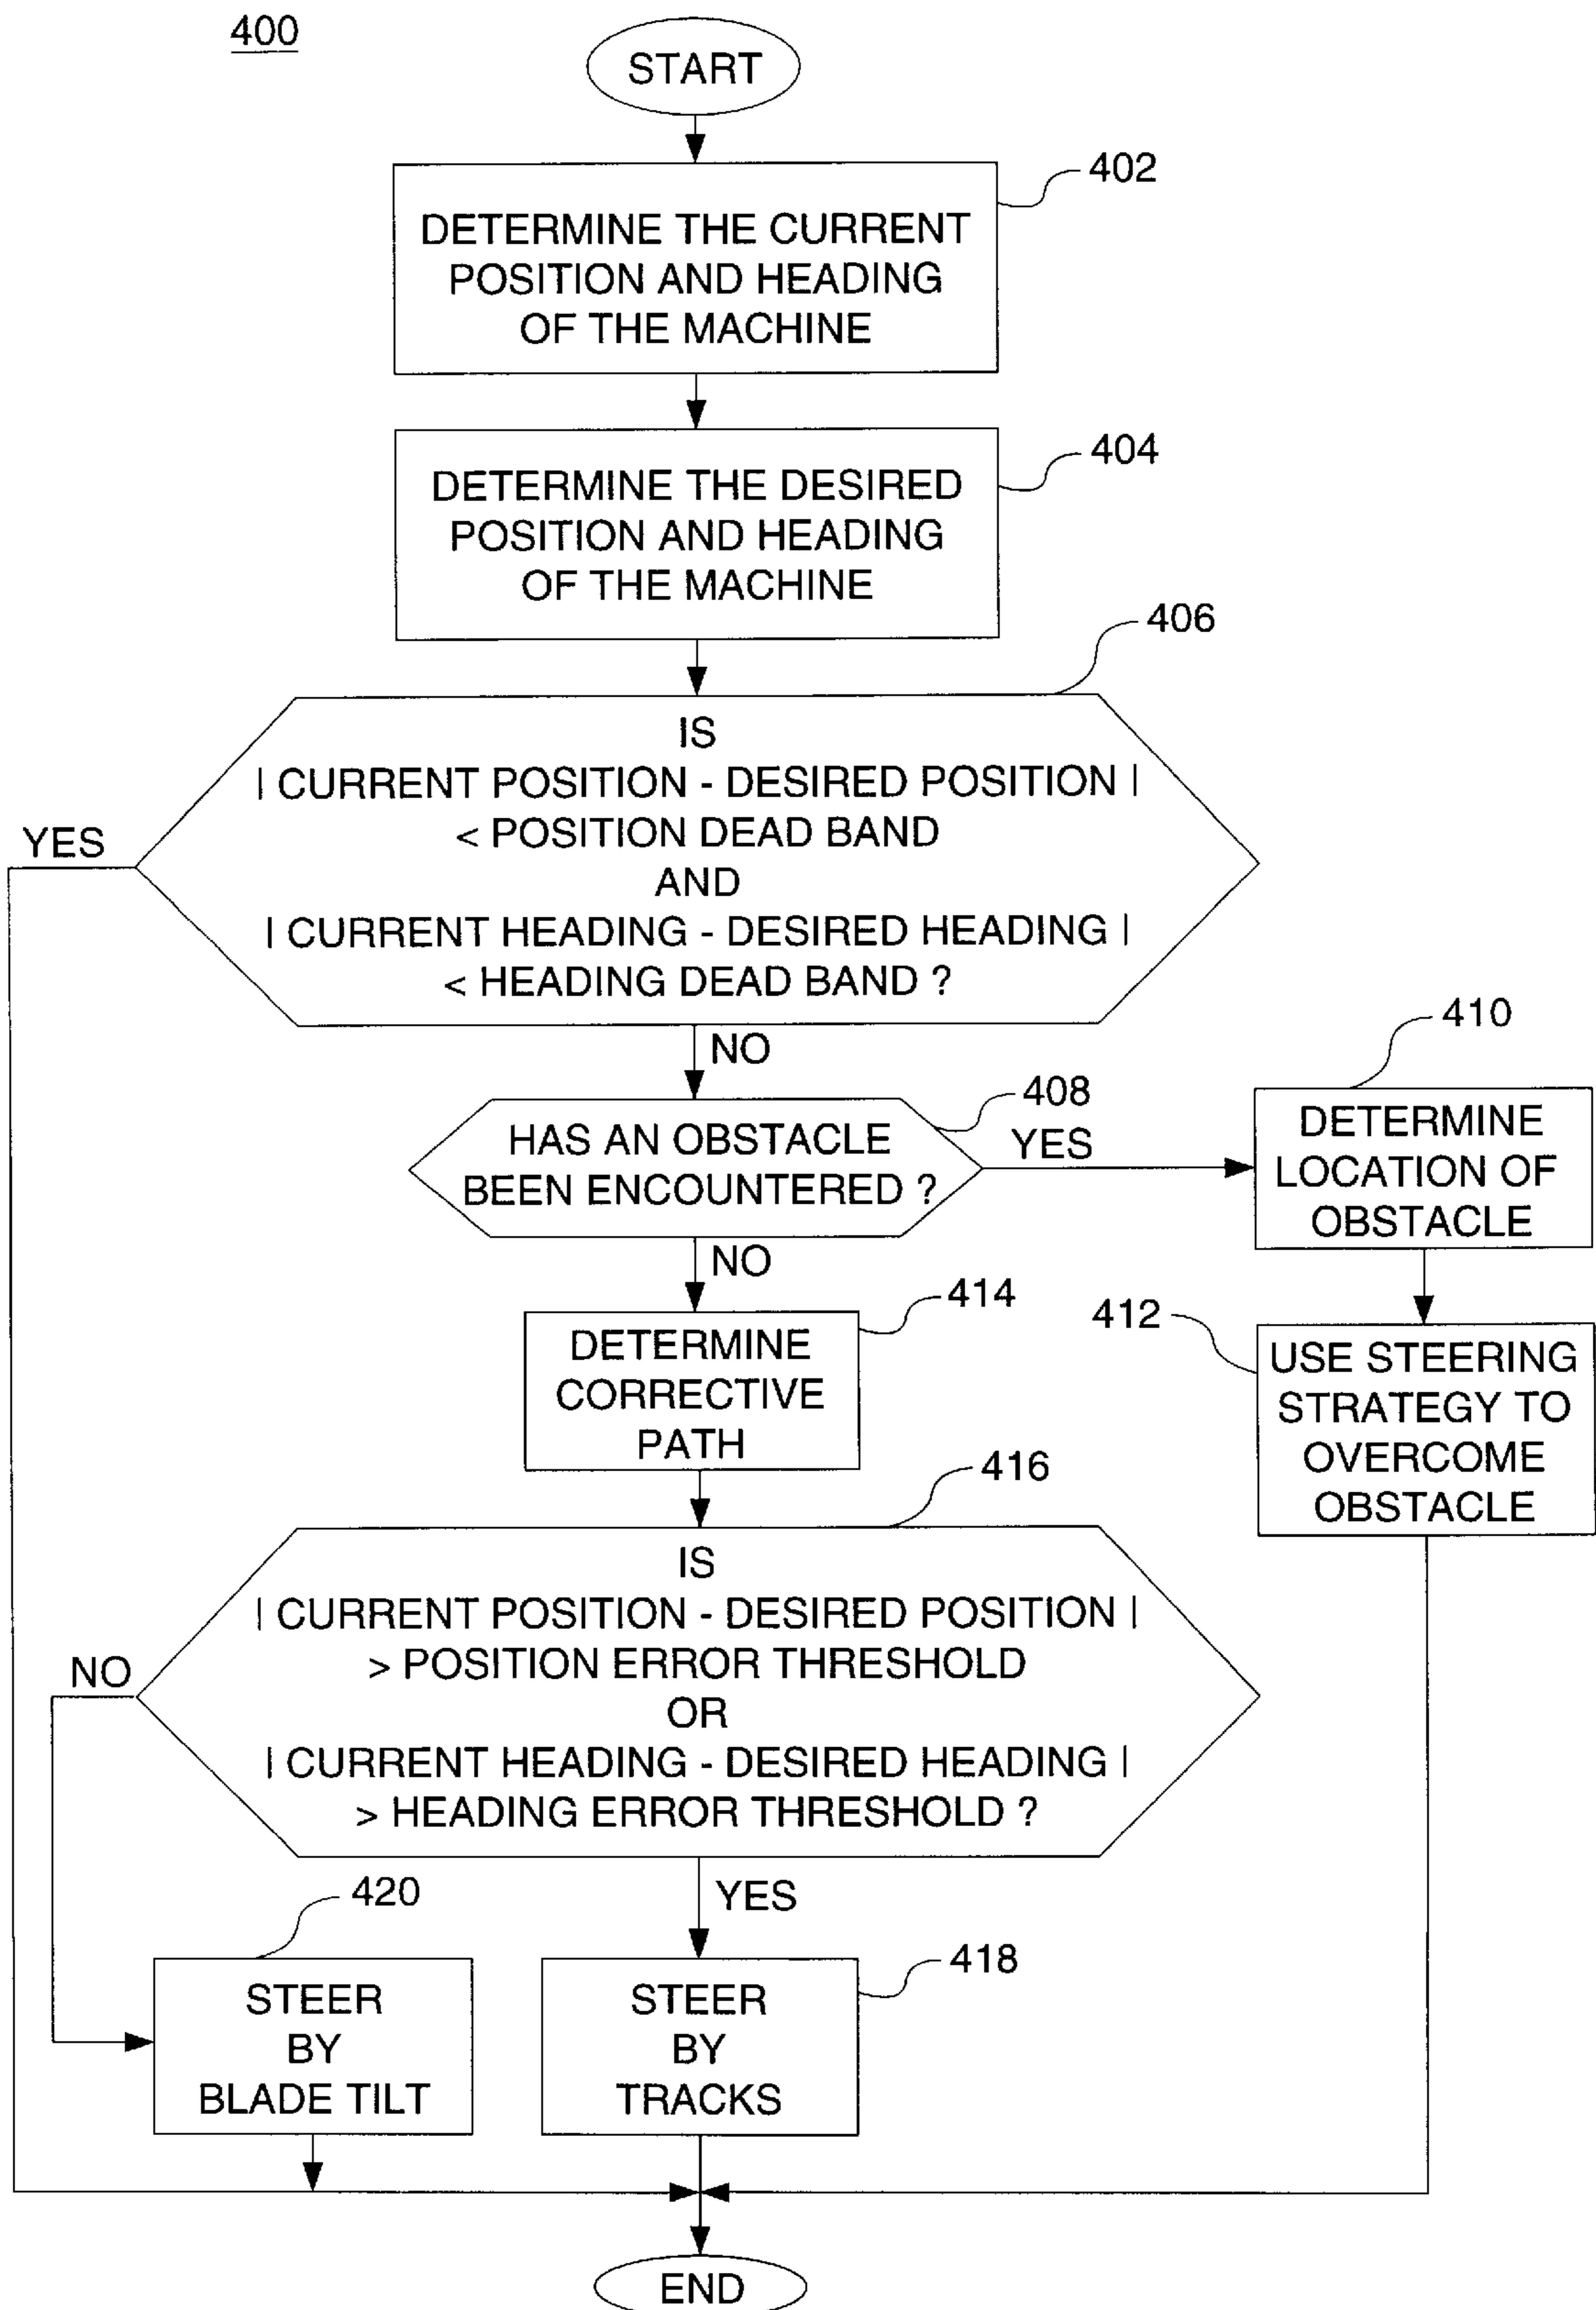 400
START
402
DETERMINE THE CURRENT
POSITION AND HEADING
OF THE MACHINE
404
DETERMINE THE DESIRED
POSITION AND HEADING
OF THE MACHINE
406
IS
| CURRENT POSITION - DESIRED POSITION |
< POSITION DEAD BAND
AND
| CURRENT HEADING - DESIRED HEADING |
< HEADING DEAD BAND ?
YES
NO
408
HAS AN OBSTACLE
BEEN ENCOUNTERED ?
YES
410
DETERMINE
LOCATION OF
OBSTACLE
NO
412
USE STEERING
STRATEGY TO
OVERCOME
OBSTACLE
414
DETERMINE
CORRECTIVE
PATH
416
IS
| CURRENT POSITION - DESIRED POSITION |
> POSITION ERROR THRESHOLD
OR
| CURRENT HEADING - DESIRED HEADING |
> HEADING ERROR THRESHOLD ?
NO
YES
420
STEER
BY
BLADE TILT
418
STEER
BY
TRACKS
END